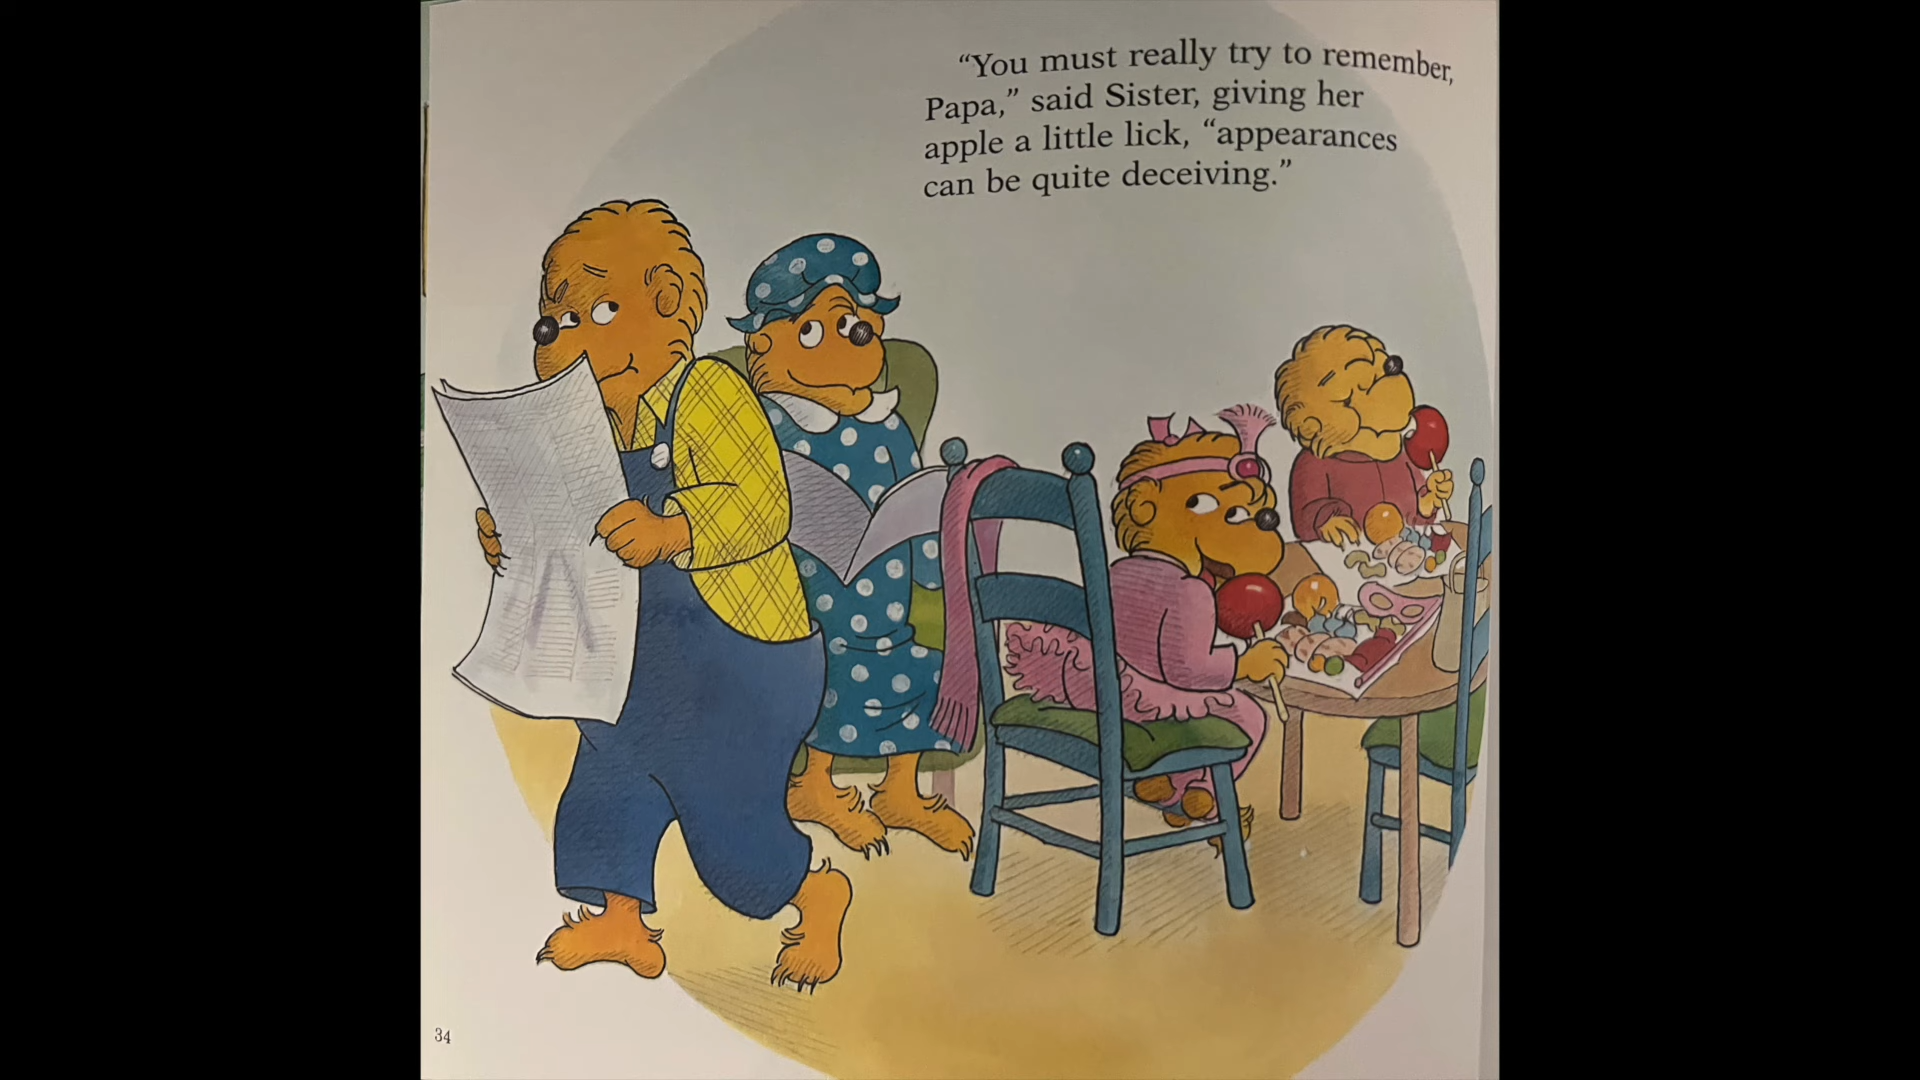 “You must really try to remember,
Papa,” said Sister, giving her
apple a little lick, “appearances
can be quite deceiving.”
34